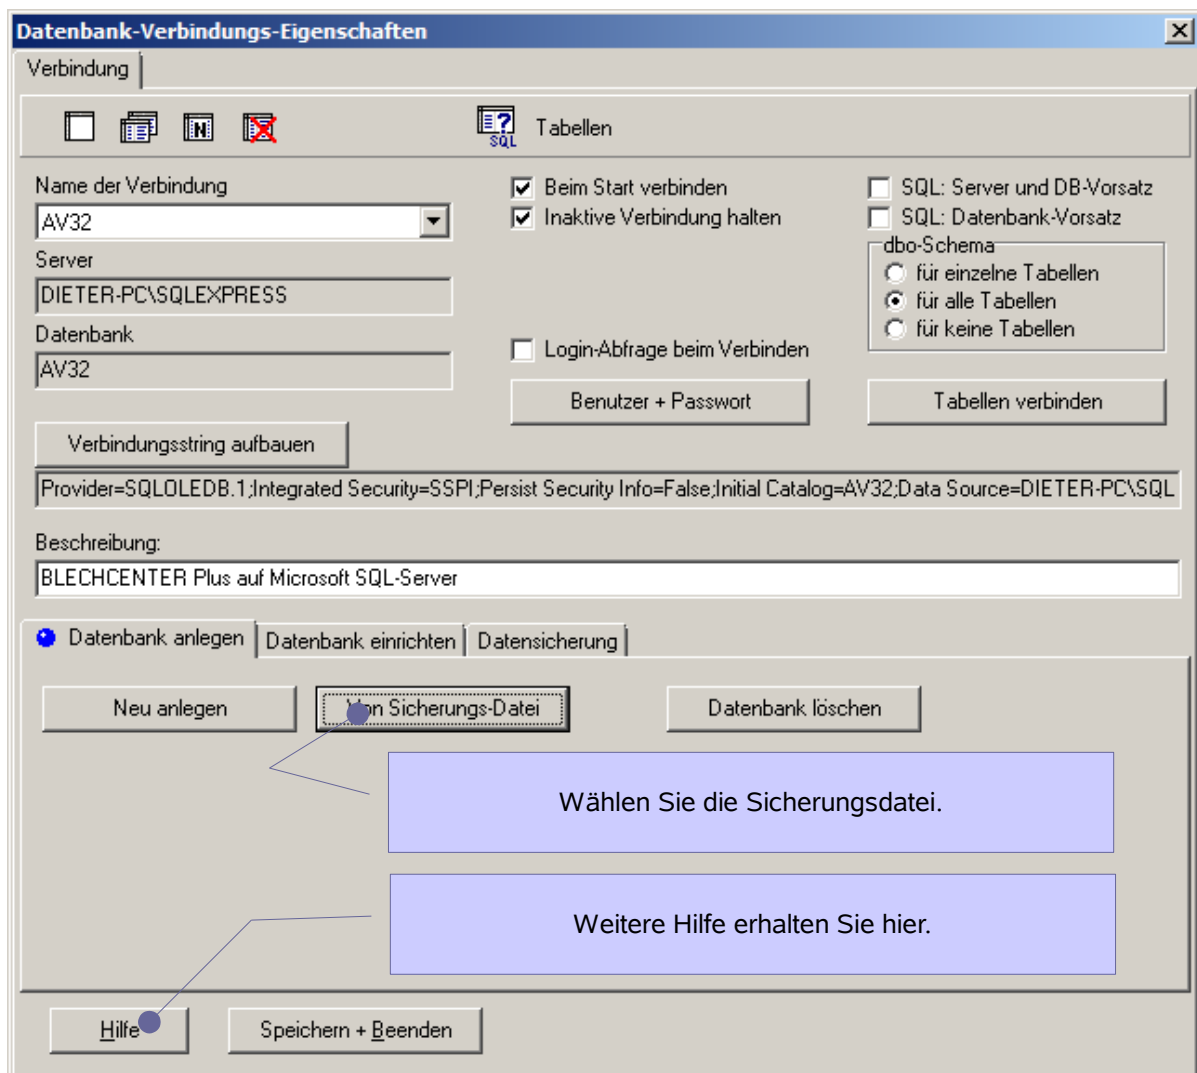 Datenbank-Verbindungs-Eigenschaften
Verbindung
N
?
SQL
Tabellen
Name der Verbindung
AV32
Server
DIETER-PC\SQLEXPRESS
Datenbank
AV32
Beim Start verbinden
Inaktive Verbindung halten
Login-Abfrage beim Verbinden
Benutzer + Passwort
SQL: Server und DB-Vorsatz
SQL: Datenbank-Vorsatz
dbo-Schema
für einzelne Tabellen
für alle Tabellen
für keine Tabellen
Tabellen verbinden
Verbindungsstring aufbauen
Provider=SQLOLEDB.1;Integrated Security=SSPI;Persist Security Info=False;Initial Catalog=AV32;Data Source=DIETER-PC\SQL
Beschreibung:
BLECHCENTER Plus auf Microsoft SQL-Server
Datenbank anlegen
Datenbank einrichten
Datensicherung
Neu anlegen
Von Sicherungs-Datei
Datenbank löschen
Wählen Sie die Sicherungsdatei.
Weitere Hilfe erhalten Sie hier.
Hilfe
Speichern + Beenden